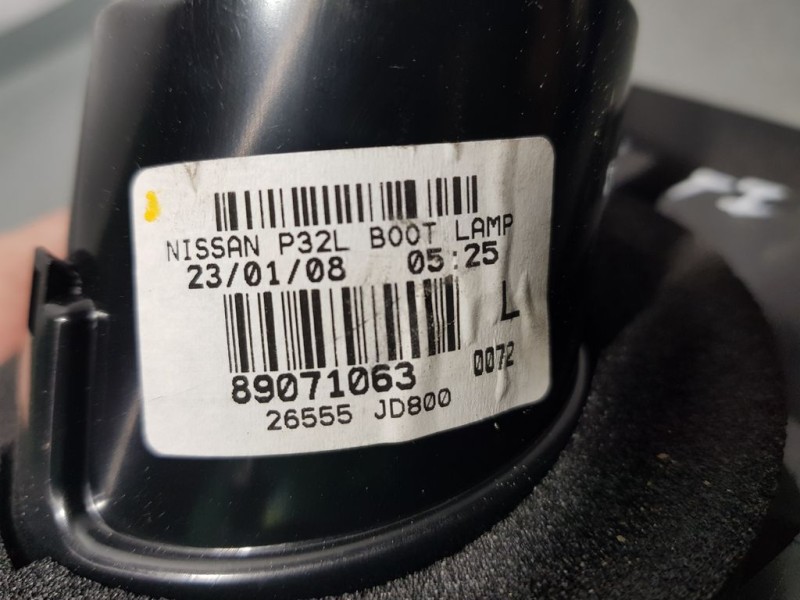 NISSAN P32L BOOT LAMP
23/01/08 05:25
L
89071063 0072
26555 JD800